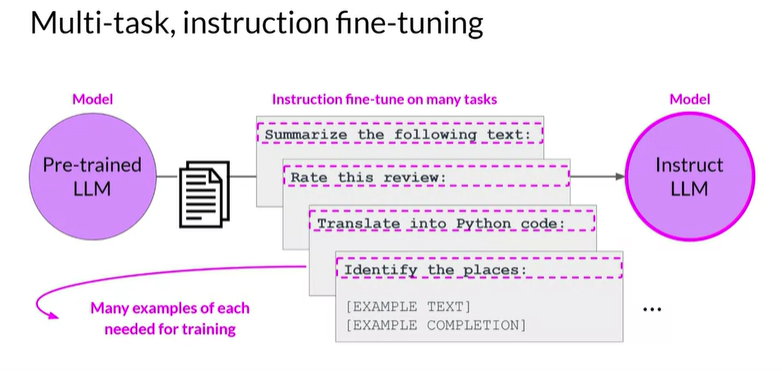 Multi-task, instruction fine-tuning
Model
Instruction fine-tune on many tasks
Model
Pre-trained
LLM
Summarize the following text:
Rate this review:
Translate into Python code:
Identify the places:
[EXAMPLE TEXT]
[EXAMPLE COMPLETION]
...
Instruct
LLM
Many examples of each
needed for training